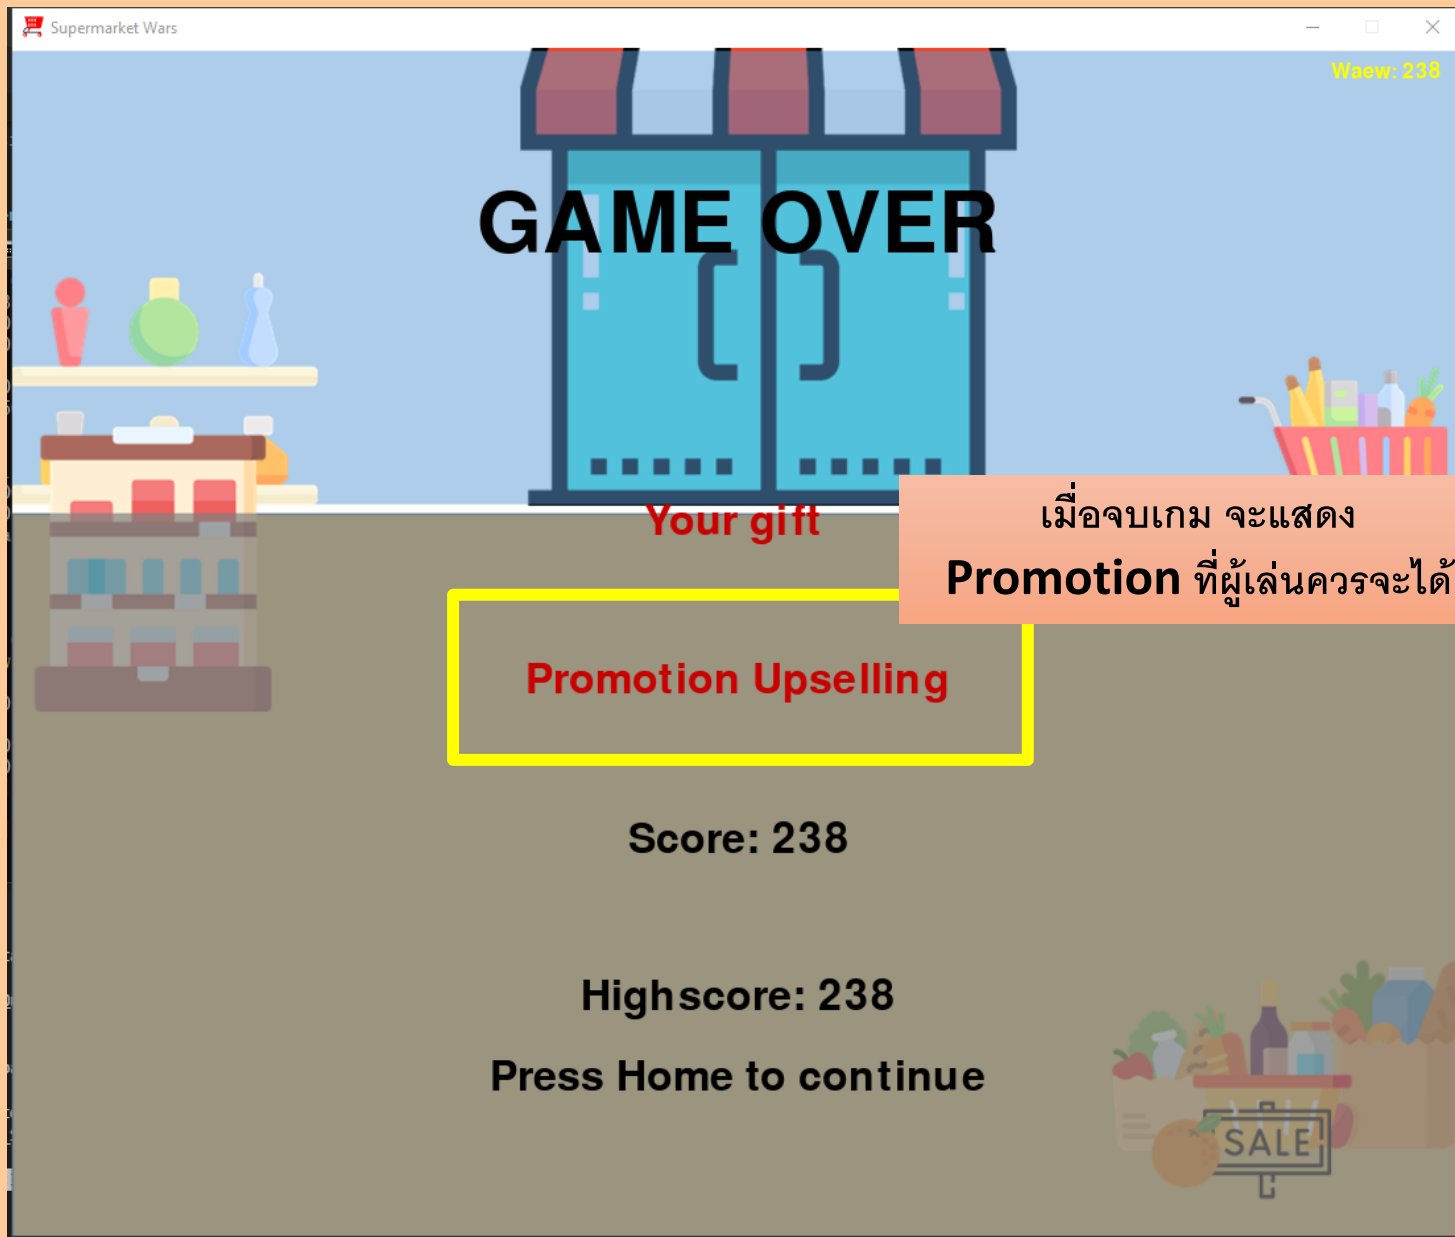 Supermarket Wars
Waew: 238
GAME OVER
Your gift
เมื่อจบเกม จะแสดง
Promotion ที่ผู้เล่นควรจะได้
Promotion Upselling
Score: 238
Highscore: 238
Press Home to continue
SALE